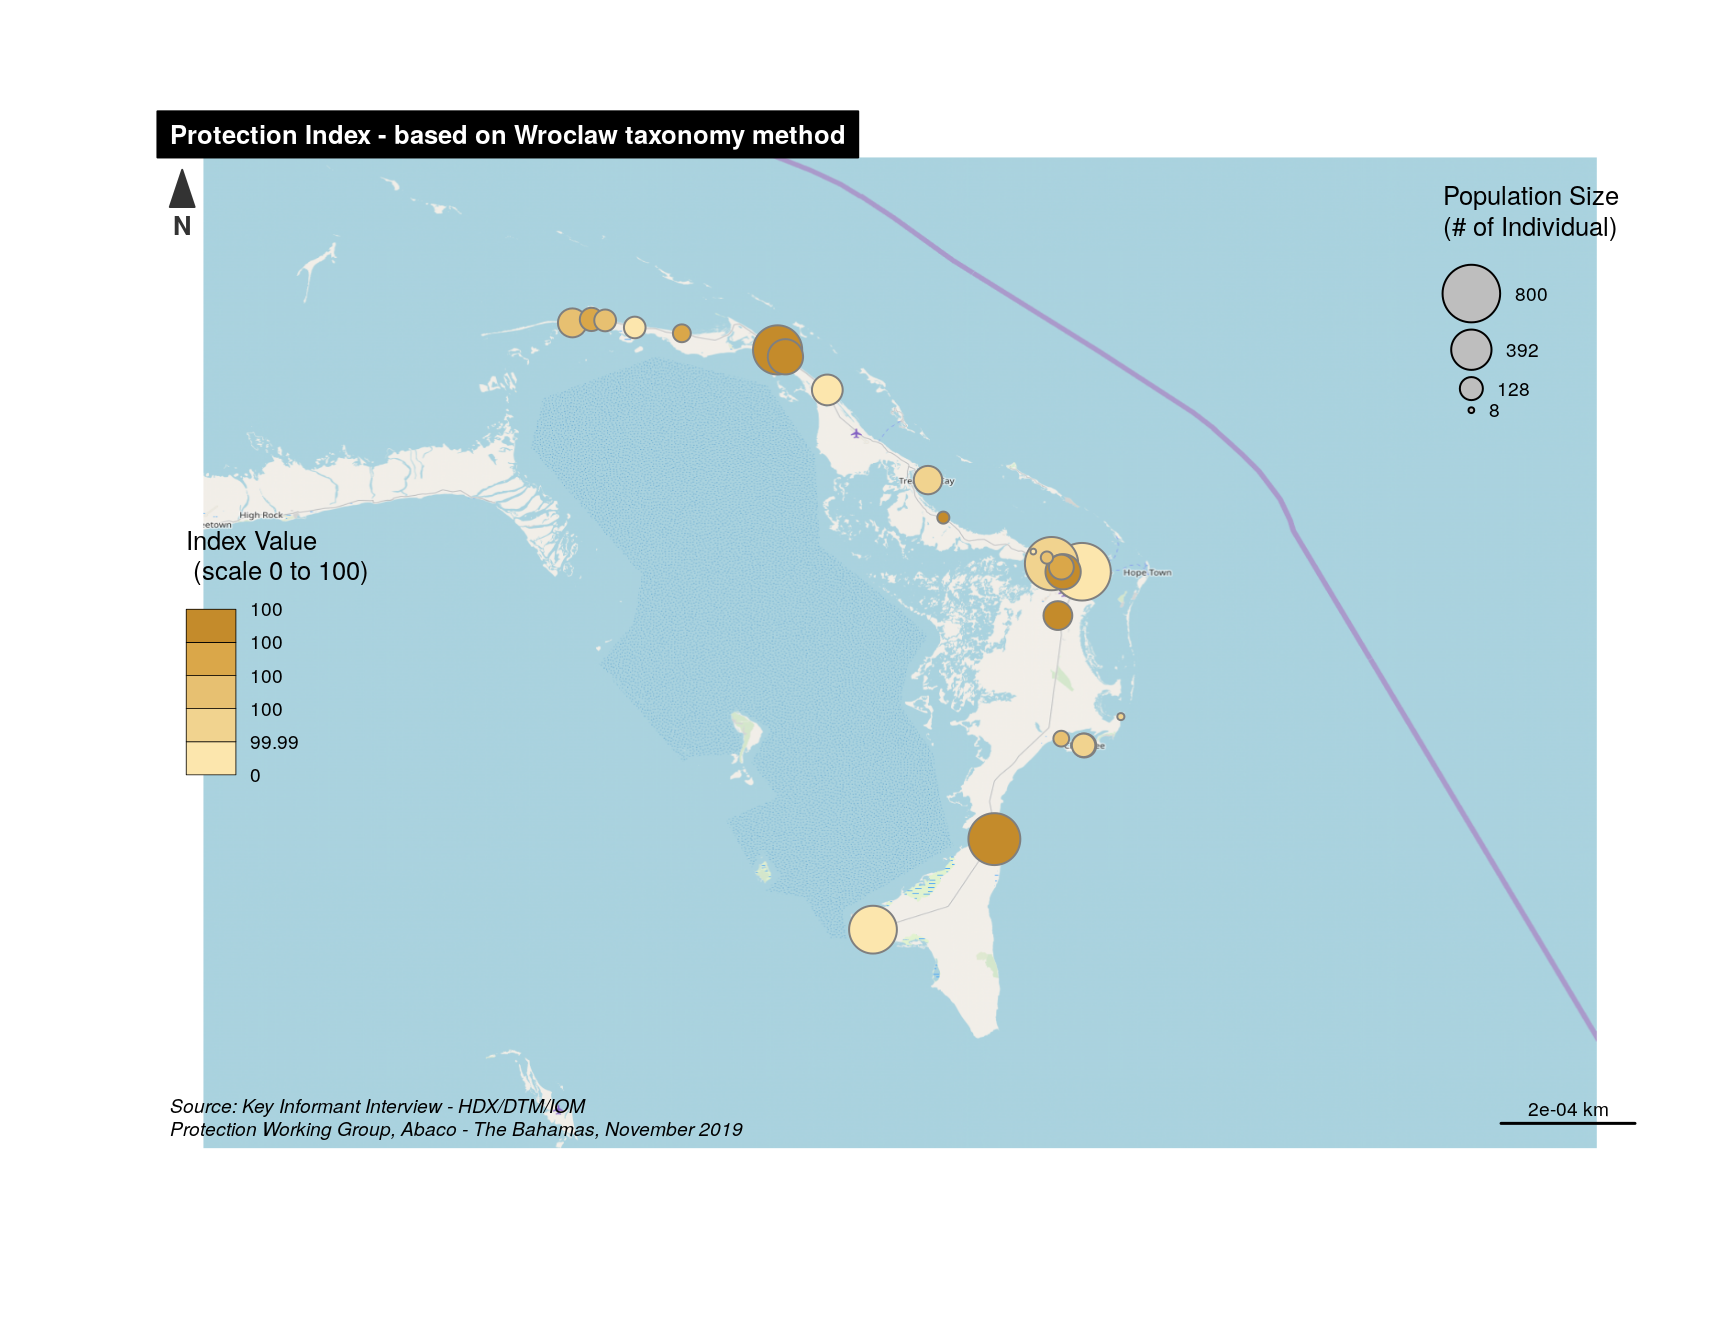 Protection Index - based on Wroclaw taxonomy method
N
Population Size
(# of Individual)
800
392
128
8
Hope Town
High Rock
eetown
Index Value
(scale 0 to 100)
100
100
100
100
99.99
0
Source: Key Informant Interview - HDX/DTM/IOM
Protection Working Group, Abaco - The Bahamas, November 2019
2e-04 km